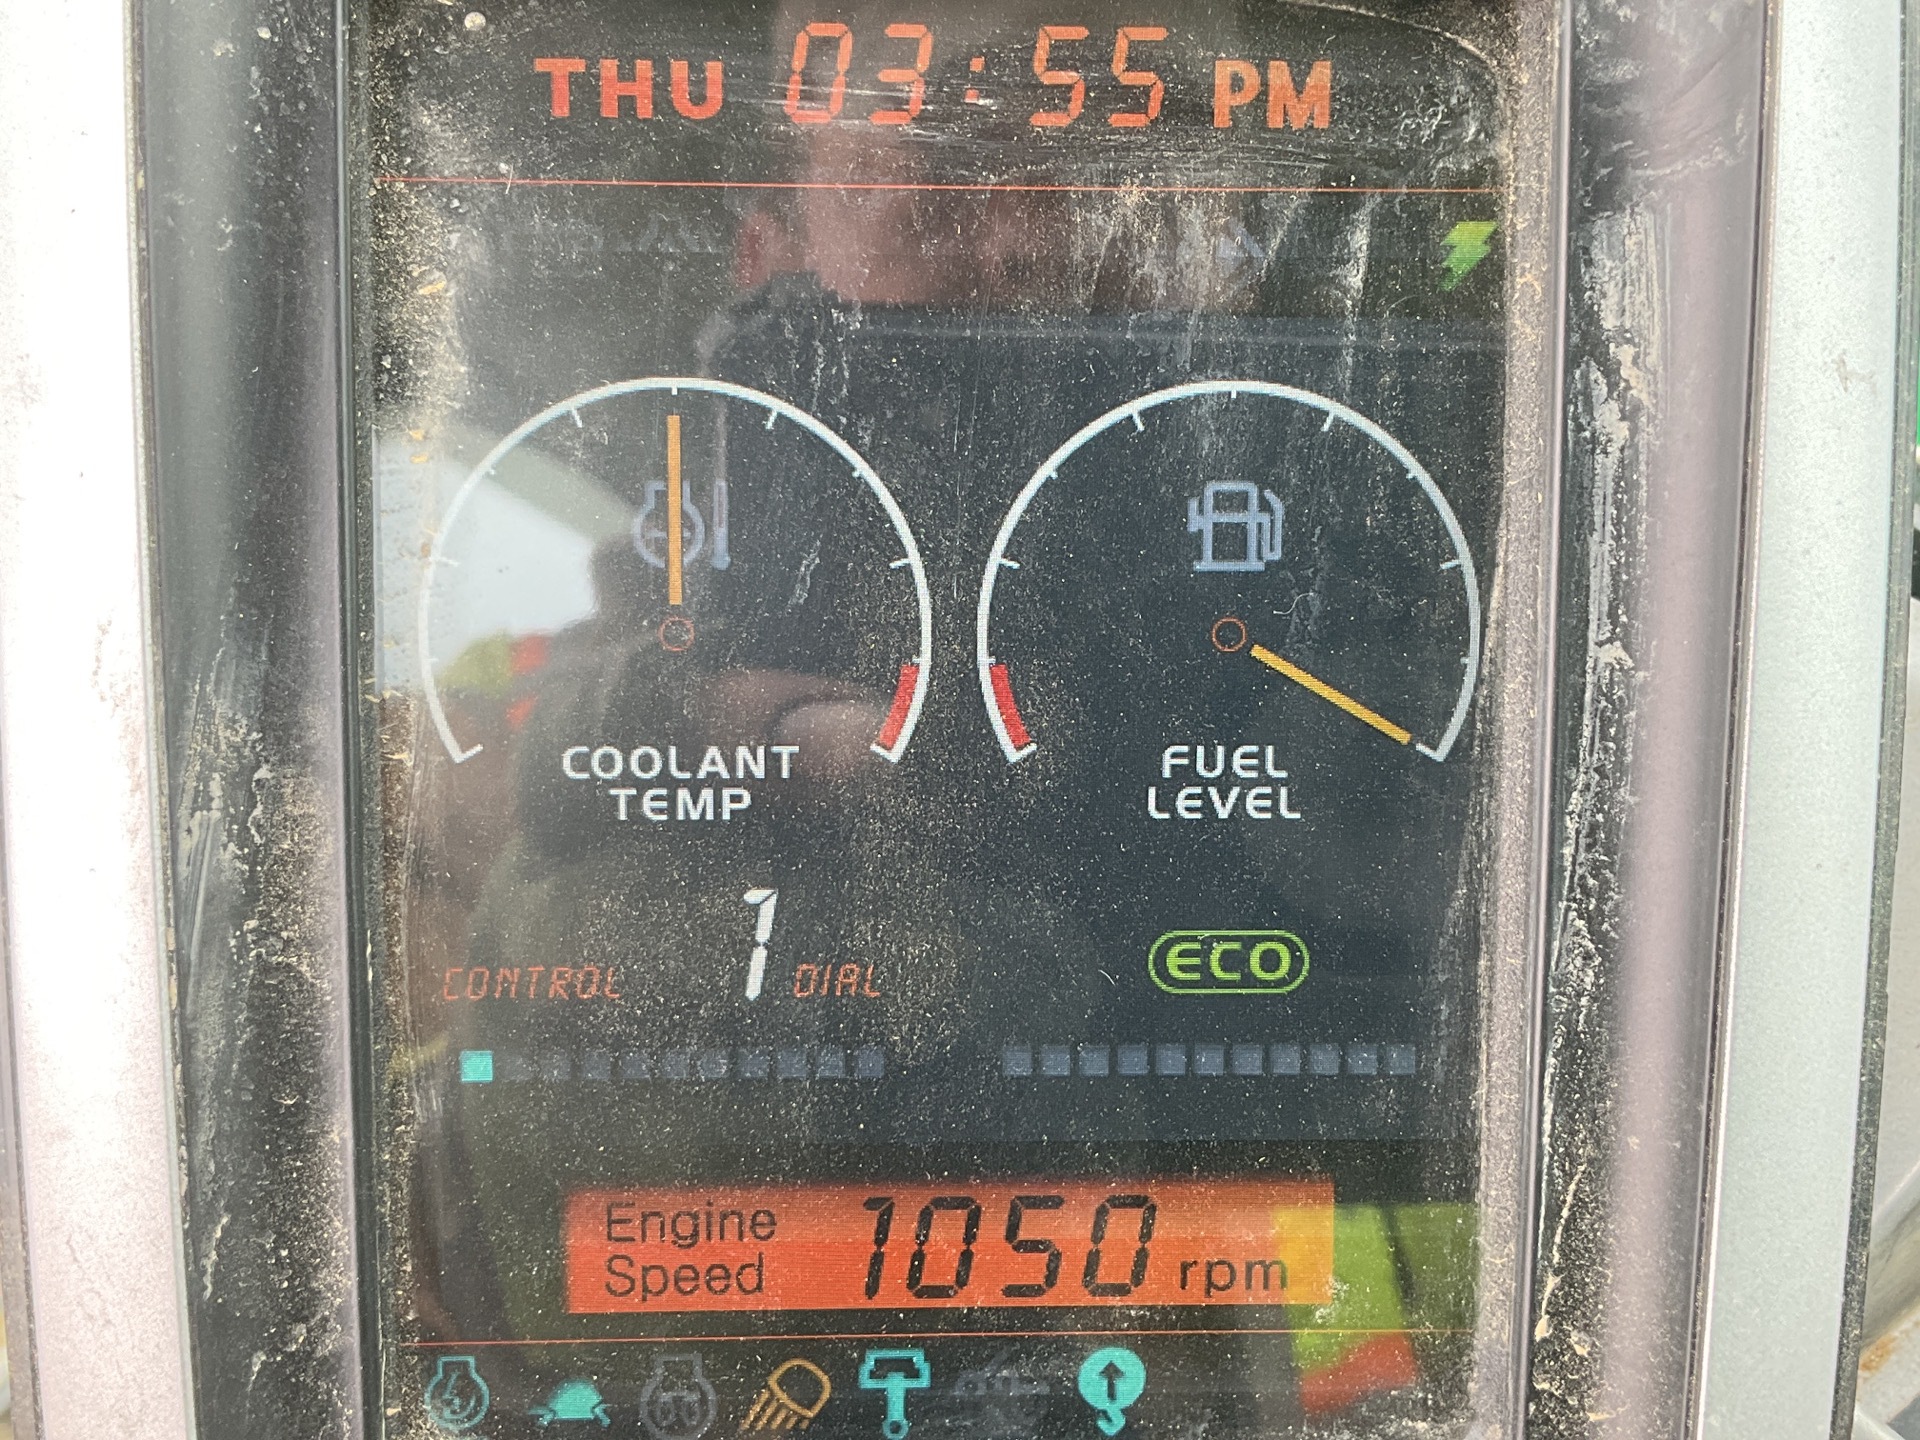 THU 03:55 PM
COOLANT TEMP
FUEL LEVEL
CONTROL 1 DIAL
ECO
Engine Speed 1050 rpm